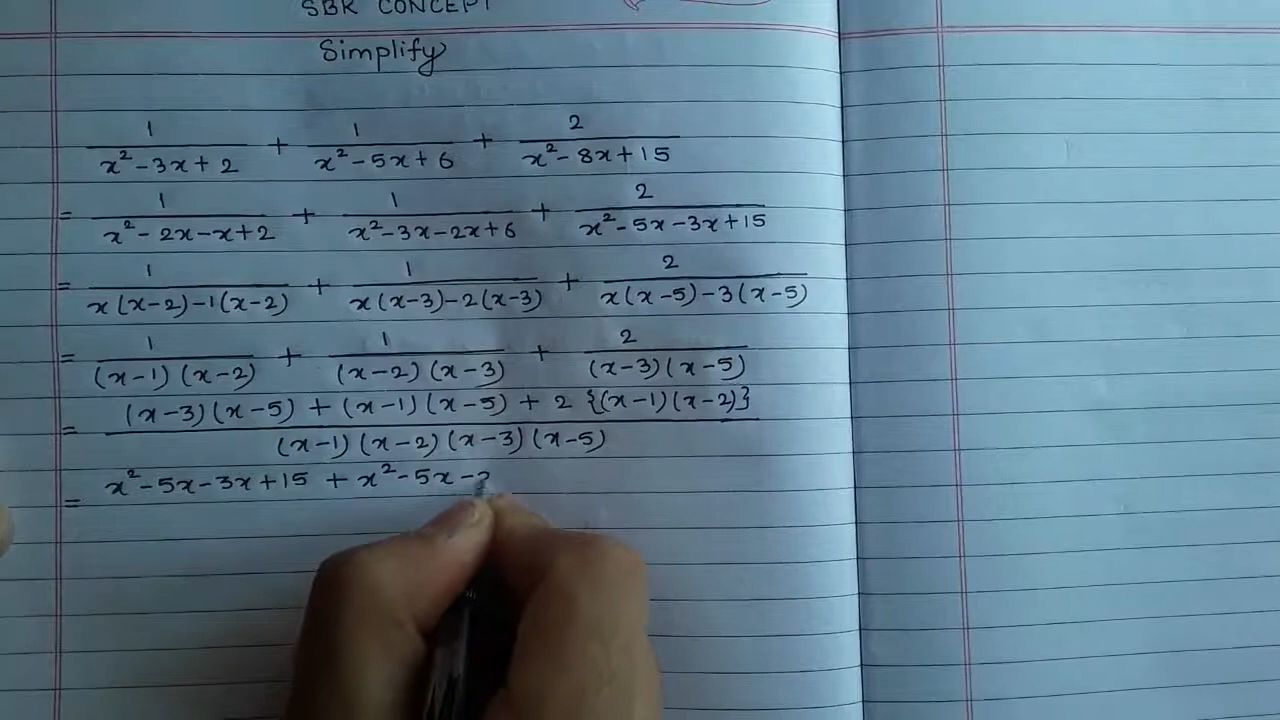 SBR CONCEPT
Simplify
1/(x²-3x+2) + 1/(x²-5x+6) + 2/(x²-8x+15)
= 1/(x²-2x-x+2) + 1/(x²-3x-2x+6) + 2/(x²-5x-3x+15)
= 1/(x(x-2)-1(x-2)) + 1/(x(x-3)-2(x-3)) + 2/(x(x-5)-3(x-5))
= 1/((x-1)(x-2)) + 1/((x-2)(x-3)) + 2/((x-3)(x-5))
= ((x-3)(x-5) + (x-1)(x-5) + 2{(x-1)(x-2)})/((x-1)(x-2)(x-3)(x-5))
= x²-5x-3x+15 + x²-5x-